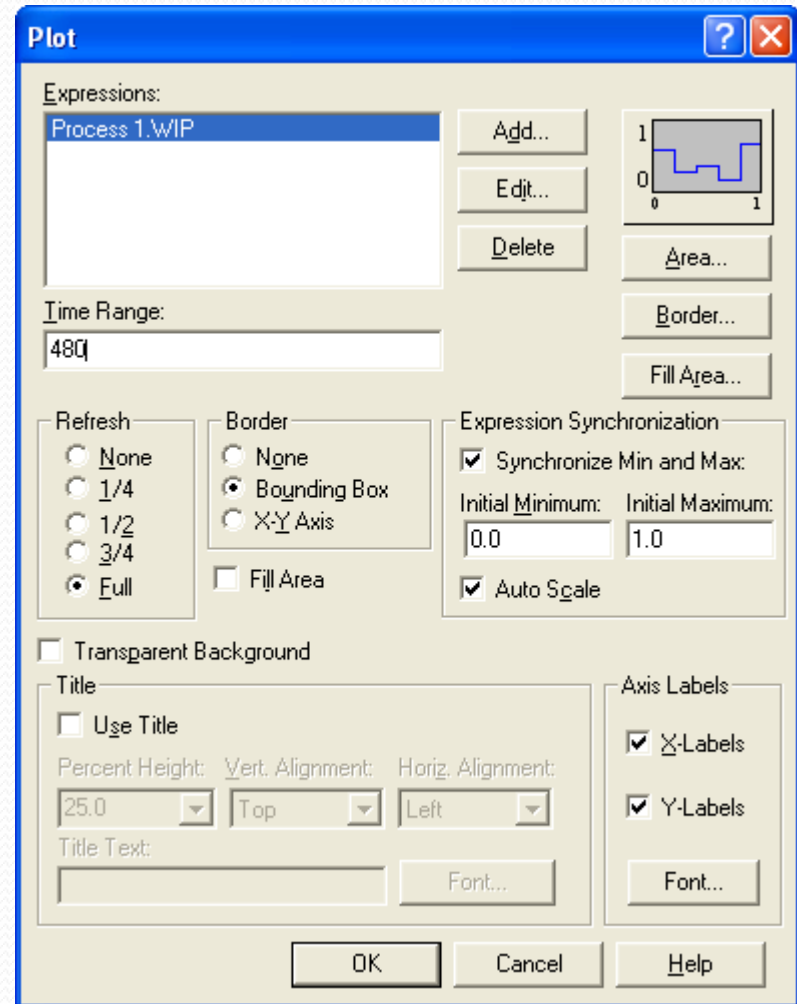 Plot
Expressions:
Process 1.WIP
Add...
Edit...
Delete
1
0
0 1
Area...
Border...
Fill Area...
Time Range:
480
Refresh
None
1/4
1/2
3/4
Full
Border
None
Bounding Box
X-Y Axis
Fill Area
Expression Synchronization
Synchronize Min and Max:
Initial Minimum: Initial Maximum:
0.0 1.0
Auto Scale
Transparent Background
Title
Use Title
Percent Height: Vert. Alignment: Horiz. Alignment:
25.0 Top Left
Title Text:
Font...
Axis Labels
X-Labels
Y-Labels
Font...
OK Cancel Help